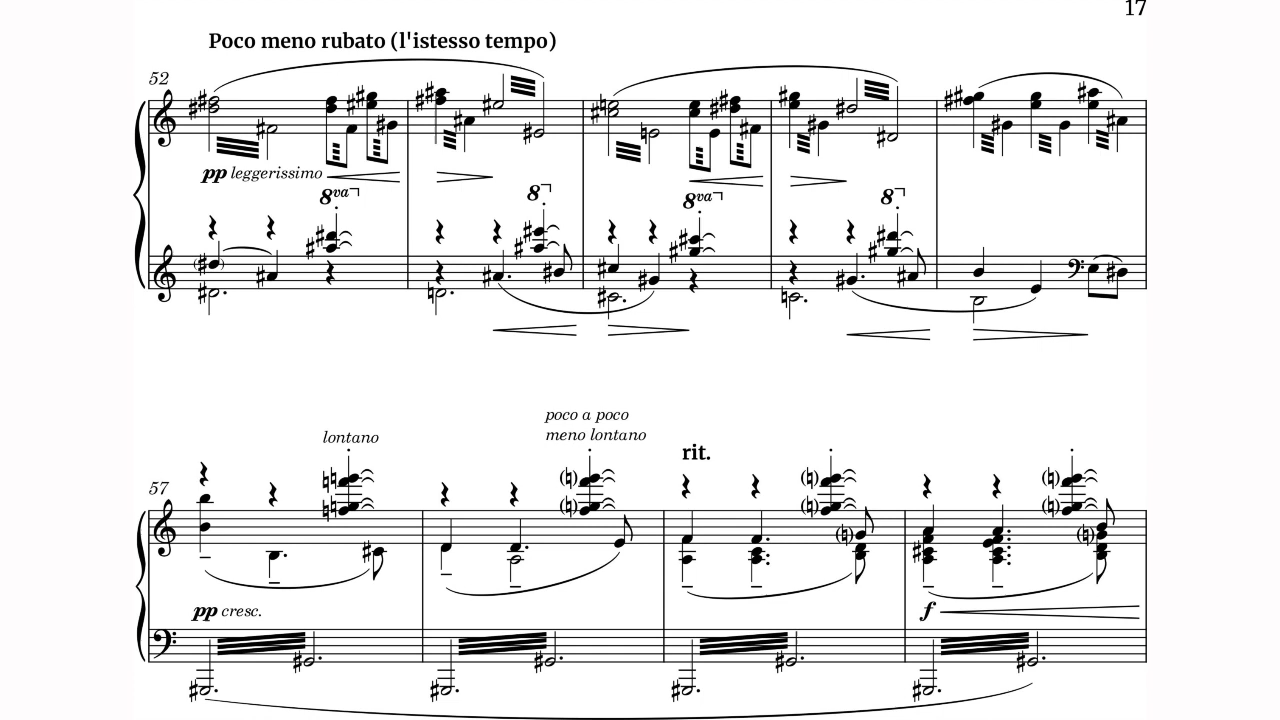 17
Poco meno rubato (l'istesso tempo)
52
pp leggerissimo
8va 8 8va 8
lontano
poco a poco
meno lontano
rit.
57
pp cresc.
f